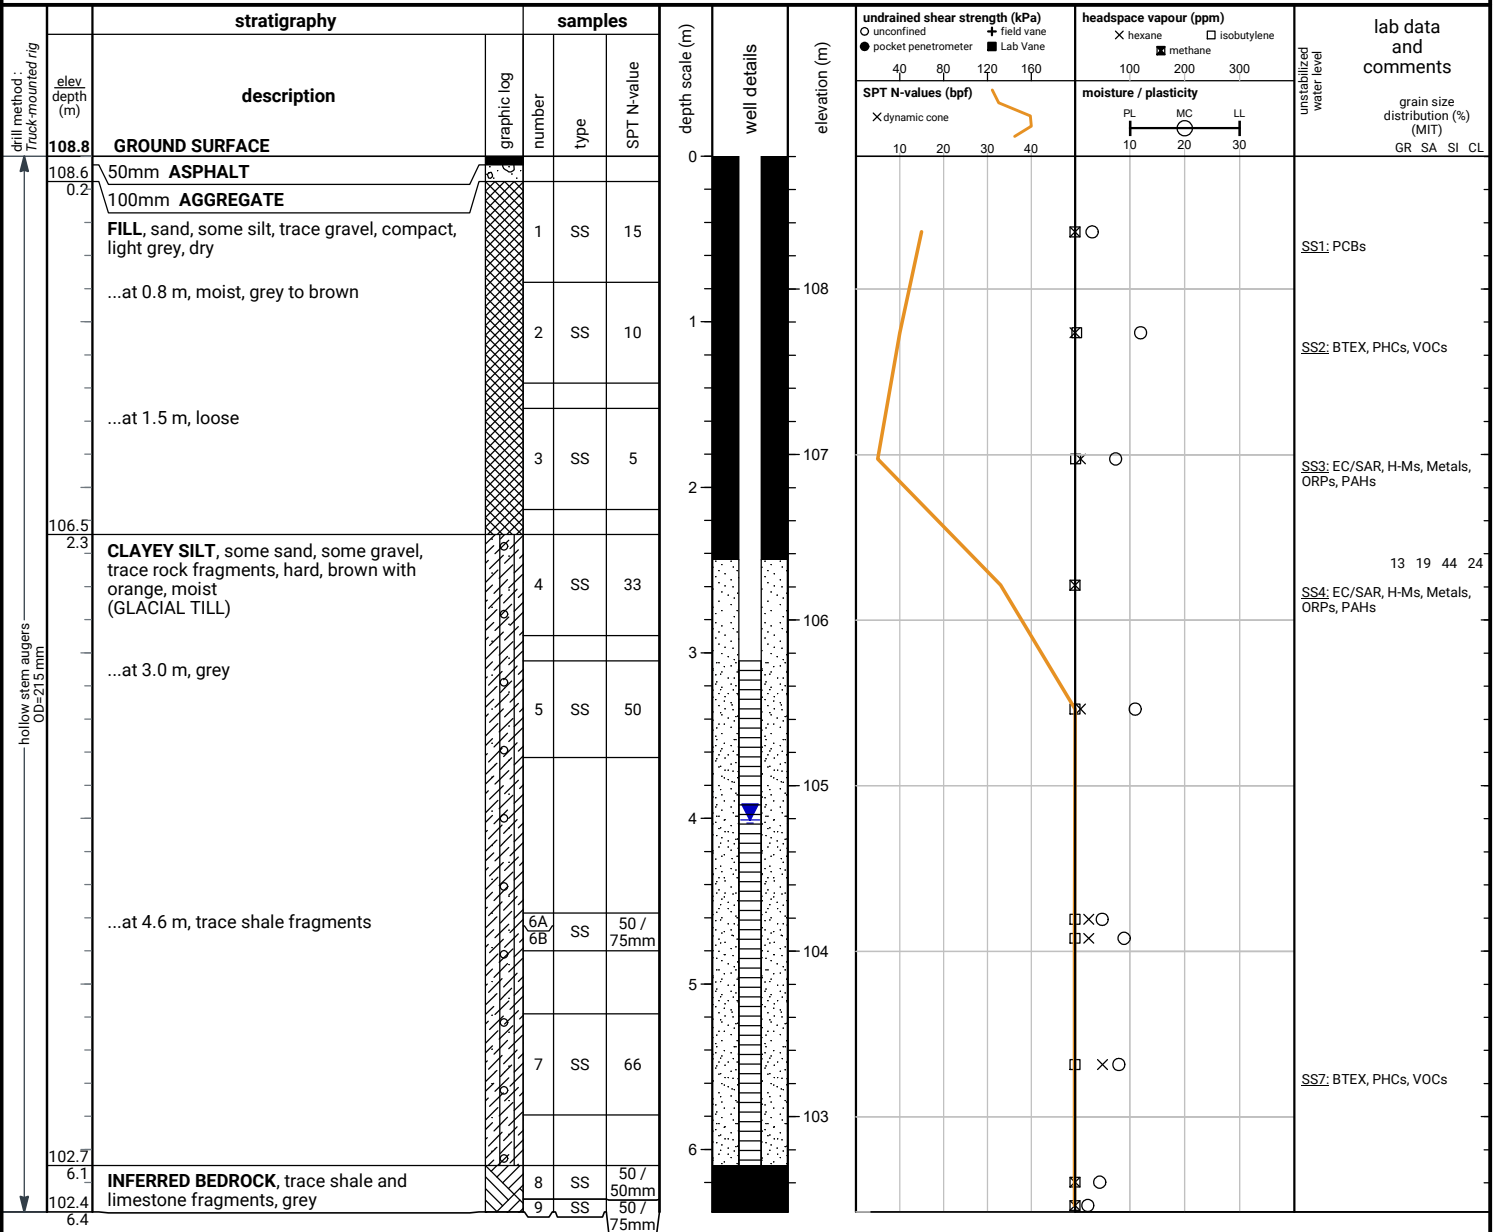 stratigraphy
samples
drill method :
Truck-mounted rig
elev
depth
(m)
description
graphic log
number
type
SPT N-value
depth scale (m)
well details
elevation (m)
undrained shear strength (kPa)
unconfined
field vane
pocket penetrometer
Lab Vane
40 80 120 160
SPT N-values (bpf)
dynamic cone
10 20 30 40
headspace vapour (ppm)
hexane
isobutylene
methane
100 200 300
moisture / plasticity
PL MC LL
10 20 30
unstabilized
water level
lab data
and
comments
grain size
distribution (%)
(MIT)
GR SA SI CL
108.8 GROUND SURFACE
108.6
0.2
50mm ASPHALT
100mm AGGREGATE
FILL, sand, some silt, trace gravel, compact,
light grey, dry
...at 0.8 m, moist, grey to brown
...at 1.5 m, loose
106.5
2.3
CLAYEY SILT, some sand, some gravel,
trace rock fragments, hard, brown with
orange, moist
(GLACIAL TILL)
...at 3.0 m, grey
...at 4.6 m, trace shale fragments
102.7
6.1
INFERRED BEDROCK, trace shale and
limestone fragments, grey
102.4
6.4
hollow stem augers
OD=215 mm
1 SS 15
2 SS 10
3 SS 5
4 SS 33
5 SS 50
6A
6B
SS
50 /
75mm
7 SS 66
8 SS
50 /
50mm
9 SS
50 /
75mm
0
1
2
3
4
5
6
108
107
106
105
104
103
SS1: PCBs
SS2: BTEX, PHCs, VOCs
SS3: EC/SAR, H-Ms, Metals,
ORPs, PAHs
13 19 44 24
SS4: EC/SAR, H-Ms, Metals,
ORPs, PAHs
SS7: BTEX, PHCs, VOCs